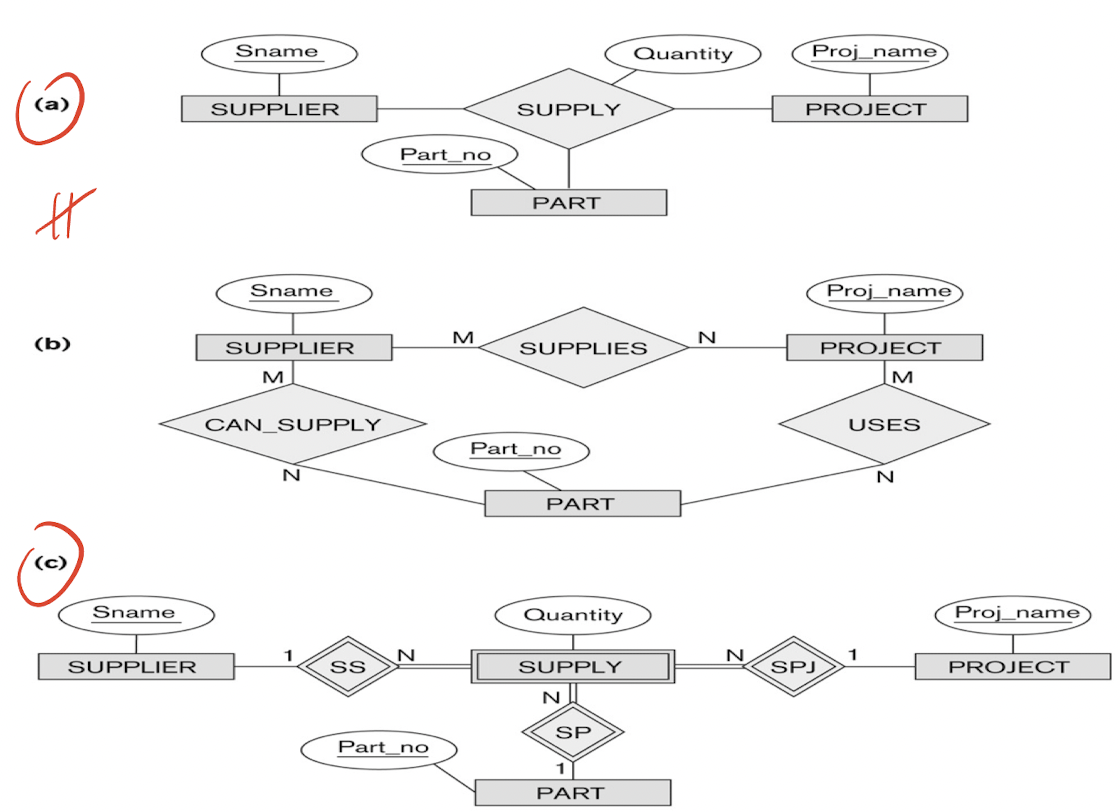 Sname Quantity Proj_name
(a) SUPPLIER SUPPLY PROJECT
Part_no
PART
Sname Proj_name
(b) SUPPLIER M SUPPLIES N PROJECT
M M
CAN_SUPPLY USES
Part_no
N N
PART
(c)
Sname Quantity Proj_name
SUPPLIER 1 SS N SUPPLY N SPJ 1 PROJECT
N
SP
Part_no
1
PART